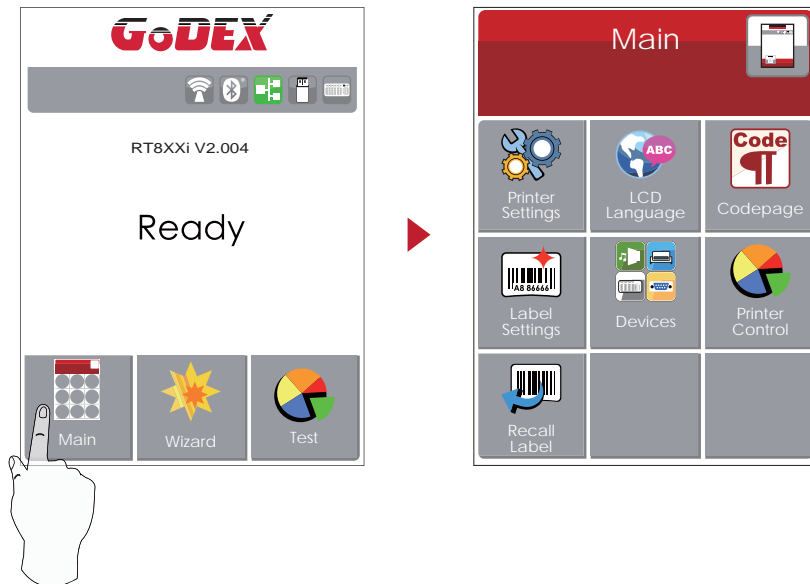 GoDEX
RT8XXi V2.004
Ready
Main
Wizard
Test
Main
Printer
Settings
ABC
LCD
Language
Code
Codepage
A8 86666
Label
Settings
Devices
Printer
Control
Recall
Label